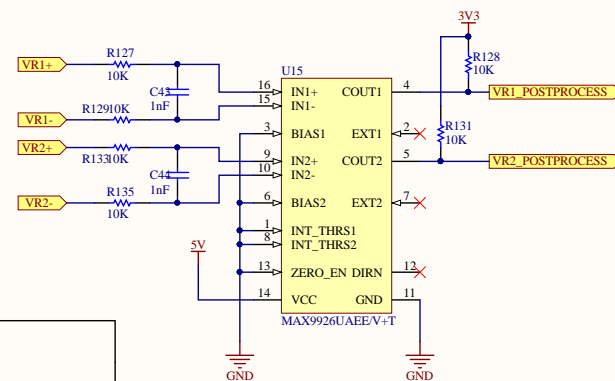 3V3
VR1+
R127
10K
C43
1nF
VR1-
R129
10K
VR2+
R133
10K
C44
1nF
VR2-
R135
10K
U15
16
IN1+
15
IN1-
3
BIAS1
9
IN2+
10
IN2-
6
BIAS2
1
INT_THRS1
8
INT_THRS2
13
ZERO_EN
14
VCC
COUT1
4
EXT1
2
COUT2
5
EXT2
7
DIRN
12
GND
11
MAX9926UAEE/V+T
R128
10K
VR1_POSTPROCESS
R131
10K
VR2_POSTPROCESS
5V
GND
GND